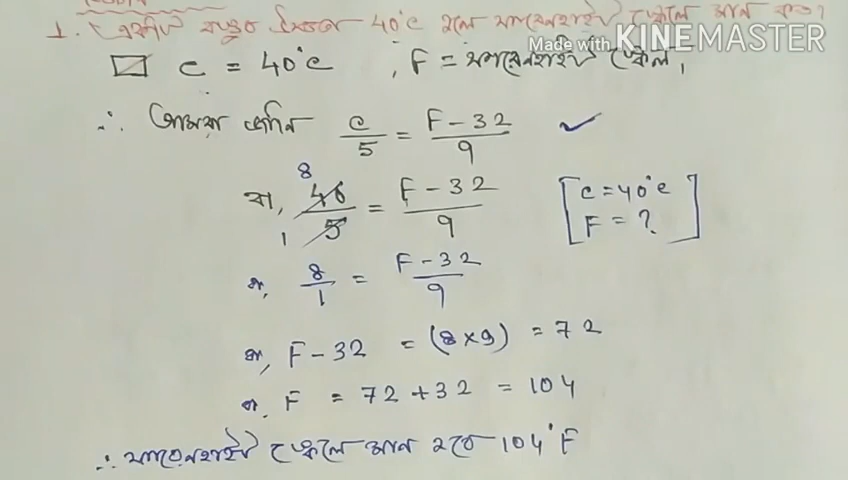 1. একটি বস্তুর উষ্ণতা 40°c হলে ফারেনহাইট স্কেলে মান কত?
Made with KINEMASTER
c = 40°c , F = ফারেনহাইট স্কেল।
∴ আমরা জানি c/5 = F - 32/9 ✓
বা, 8 40/5 1 = F - 32/9 [c = 40°c F = ?]
বা, 8/1 = F - 32/9
বা, F - 32 = (8 × 9) = 72
বা, F = 72 + 32 = 104
∴ ফারেনহাইট স্কেলে মান হবে 104°F